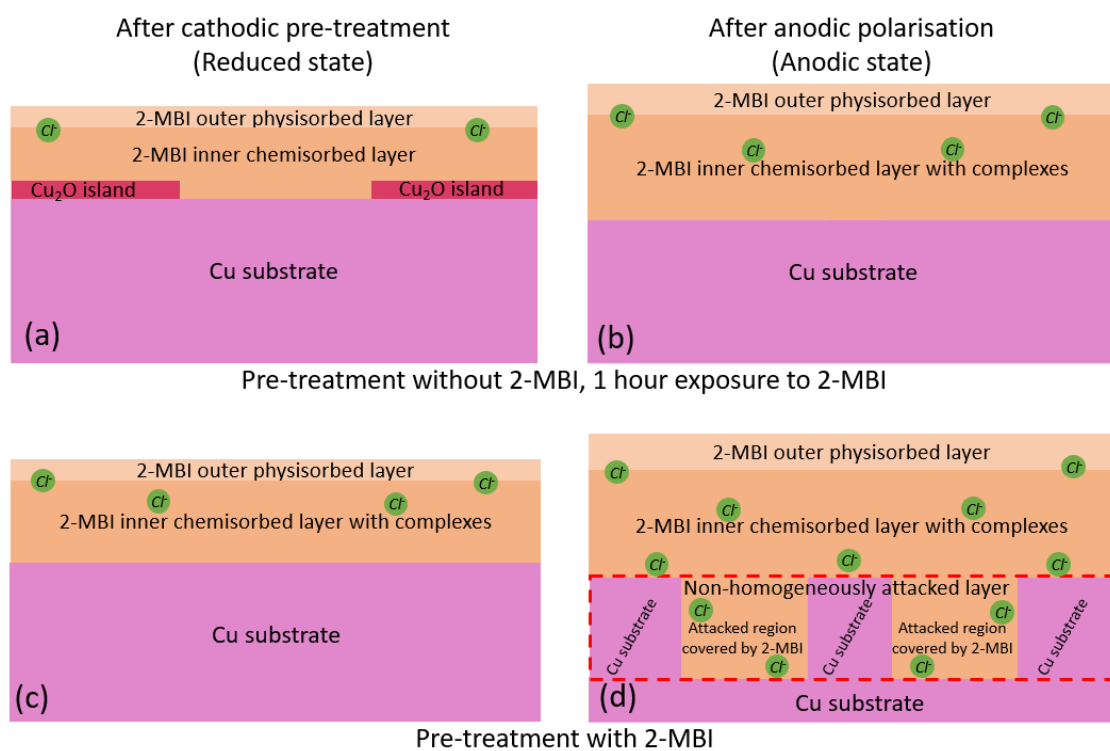 After cathodic pre-treatment
(Reduced state)
After anodic polarisation
(Anodic state)
2-MBI outer physisorbed layer
Cl-
Cl-
2-MBI inner chemisorbed layer
Cu₂O island
Cu₂O island
Cu substrate
(a)
2-MBI outer physisorbed layer
Cl-
Cl-
Cl-
Cl-
2-MBI inner chemisorbed layer with complexes
Cu substrate
(b)
Pre-treatment without 2-MBI, 1 hour exposure to 2-MBI
2-MBI outer physisorbed layer
Cl-
Cl-
Cl-
Cl-
2-MBI inner chemisorbed layer with complexes
Cu substrate
(c)
2-MBI outer physisorbed layer
Cl-
Cl-
Cl-
Cl-
2-MBI inner chemisorbed layer with complexes
Cl-
Cl-
Cl-
Non-homogeneously attacked layer
Cu substrate
Cl-
Attacked region
covered by 2-MBI
Cl-
Cu substrate
Cl-
Attacked region
covered by 2-MBI
Cl-
Cu substrate
Cu substrate
(d)
Pre-treatment with 2-MBI